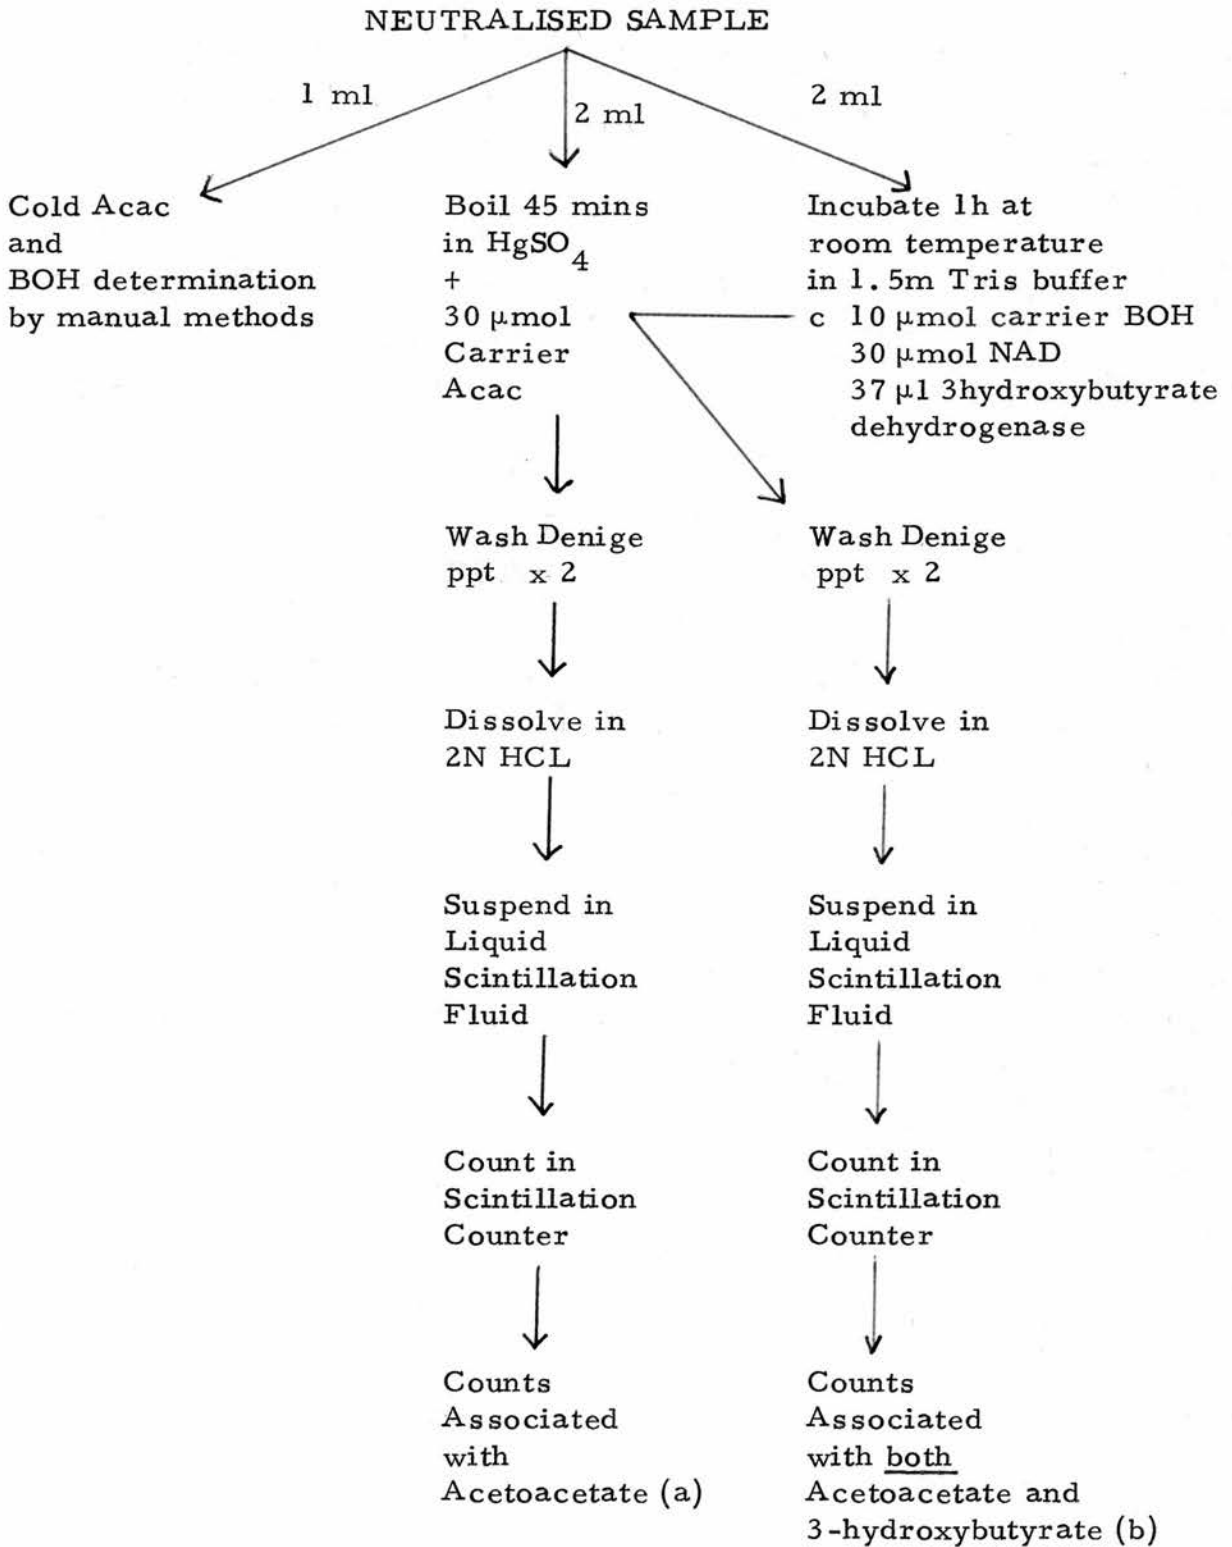 NEUTRALISED SAMPLE
1 ml
2 ml
2 ml
Cold Acac
and
BOH determination
by manual methods
Boil 45 mins
in HgSO4
+
30 μmol
Carrier
Acac
Incubate 1h at
room temperature
in 1.5m Tris buffer
c 10 μmol carrier BOH
30 μmol NAD
37 μl 3hydroxybutyrate
dehydrogenase
Wash Denige
ppt x 2
Wash Denige
ppt x 2
Dissolve in
2N HCL
Dissolve in
2N HCL
Suspend in
Liquid
Scintillation
Fluid
Suspend in
Liquid
Scintillation
Fluid
Count in
Scintillation
Counter
Count in
Scintillation
Counter
Counts
Associated
with
Acetoacetate (a)
Counts
Associated
with both
Acetoacetate and
3-hydroxybutyrate (b)